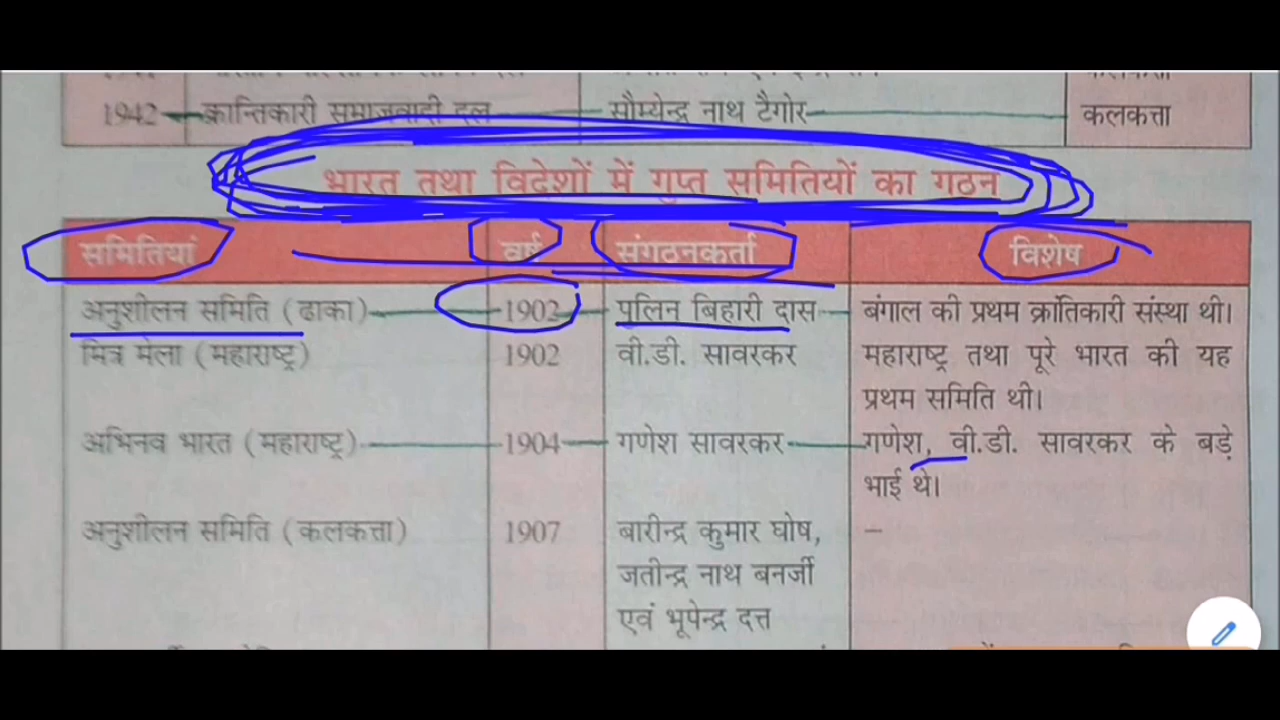 1942 क्रान्तिकारी समाजवादी दल सौम्येन्द्र नाथ टैगोर कलकत्ता
भारत तथा विदेशों में गुप्त समितियों का गठन
समितियां वर्ष संगठनकर्ता विशेष
अनुशीलन समिति (ढाका) 1902 पुलिन बिहारी दास बंगाल की प्रथम क्रांतिकारी संस्था थी।
मित्र मेला (महाराष्ट्र) 1902 वी.डी. सावरकर महाराष्ट्र तथा पूरे भारत की यह
प्रथम समिति थी।
अभिनव भारत (महाराष्ट्र) 1904 गणेश सावरकर गणेश, वी.डी. सावरकर के बड़े
भाई थे।
अनुशीलन समिति (कलकत्ता) 1907 बारीन्द्र कुमार घोष, –
जतीन्द्र नाथ बनर्जी
एवं भूपेन्द्र दत्त